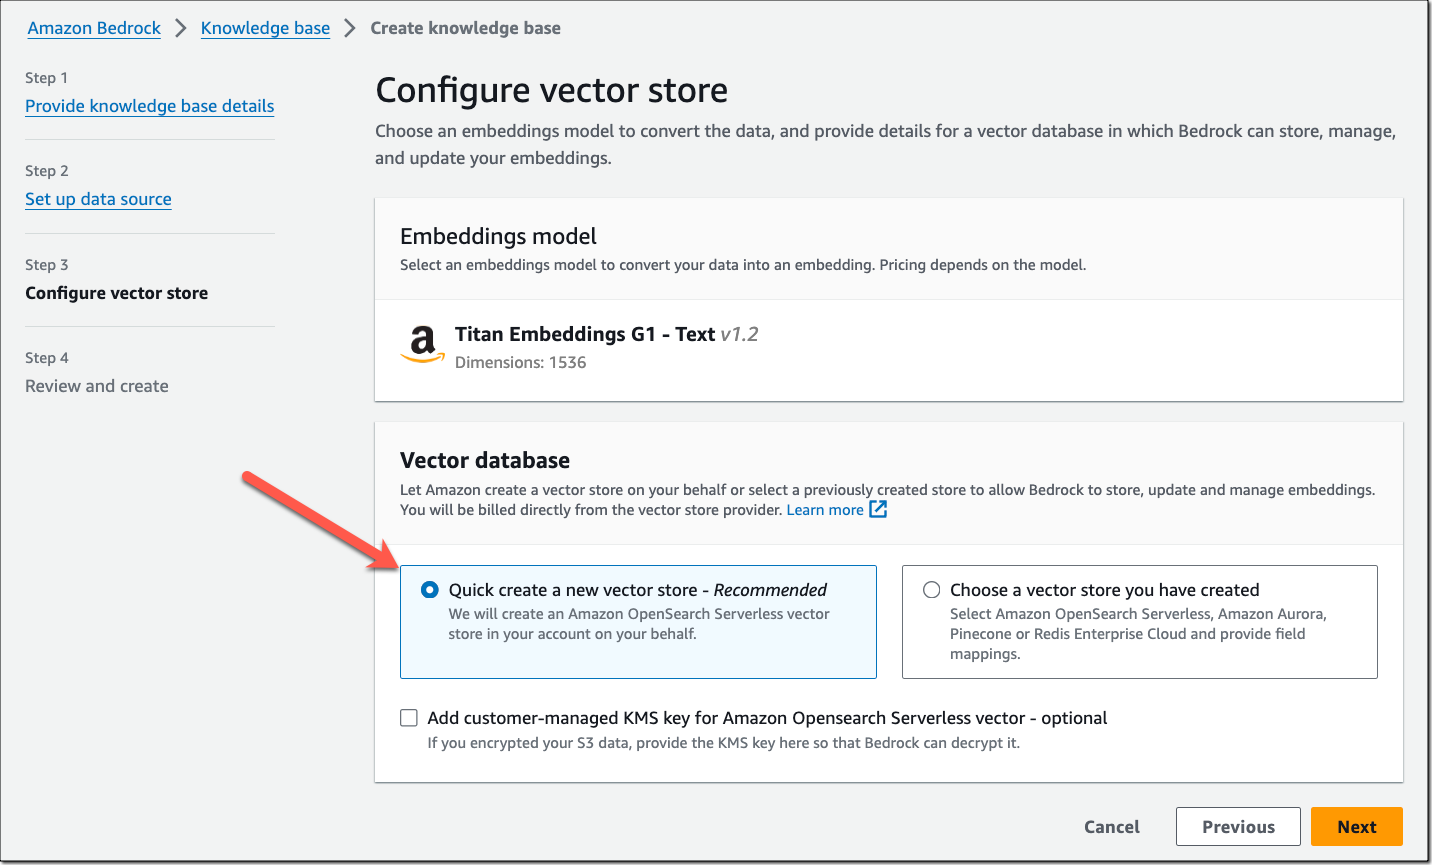 Amazon Bedrock > Knowledge base > Create knowledge base
Step 1
Provide knowledge base details
Step 2
Set up data source
Step 3
Configure vector store
Step 4
Review and create
Configure vector store
Choose an embeddings model to convert the data, and provide details for a vector database in which Bedrock can store, manage,
and update your embeddings.
Embeddings model
Select an embeddings model to convert your data into an embedding. Pricing depends on the model.
a
Titan Embeddings G1 - Text v1.2
Dimensions: 1536
Vector database
Let Amazon create a vector store on your behalf or select a previously created store to allow Bedrock to store, update and manage embeddings.
You will be billed directly from the vector store provider. Learn more
Quick create a new vector store - Recommended
We will create an Amazon OpenSearch Serverless vector
store in your account on your behalf.
Choose a vector store you have created
Select Amazon OpenSearch Serverless, Amazon Aurora,
Pinecone or Redis Enterprise Cloud and provide field
mappings.
Add customer-managed KMS key for Amazon Opensearch Serverless vector - optional
If you encrypted your S3 data, provide the KMS key here so that Bedrock can decrypt it.
Cancel
Previous
Next